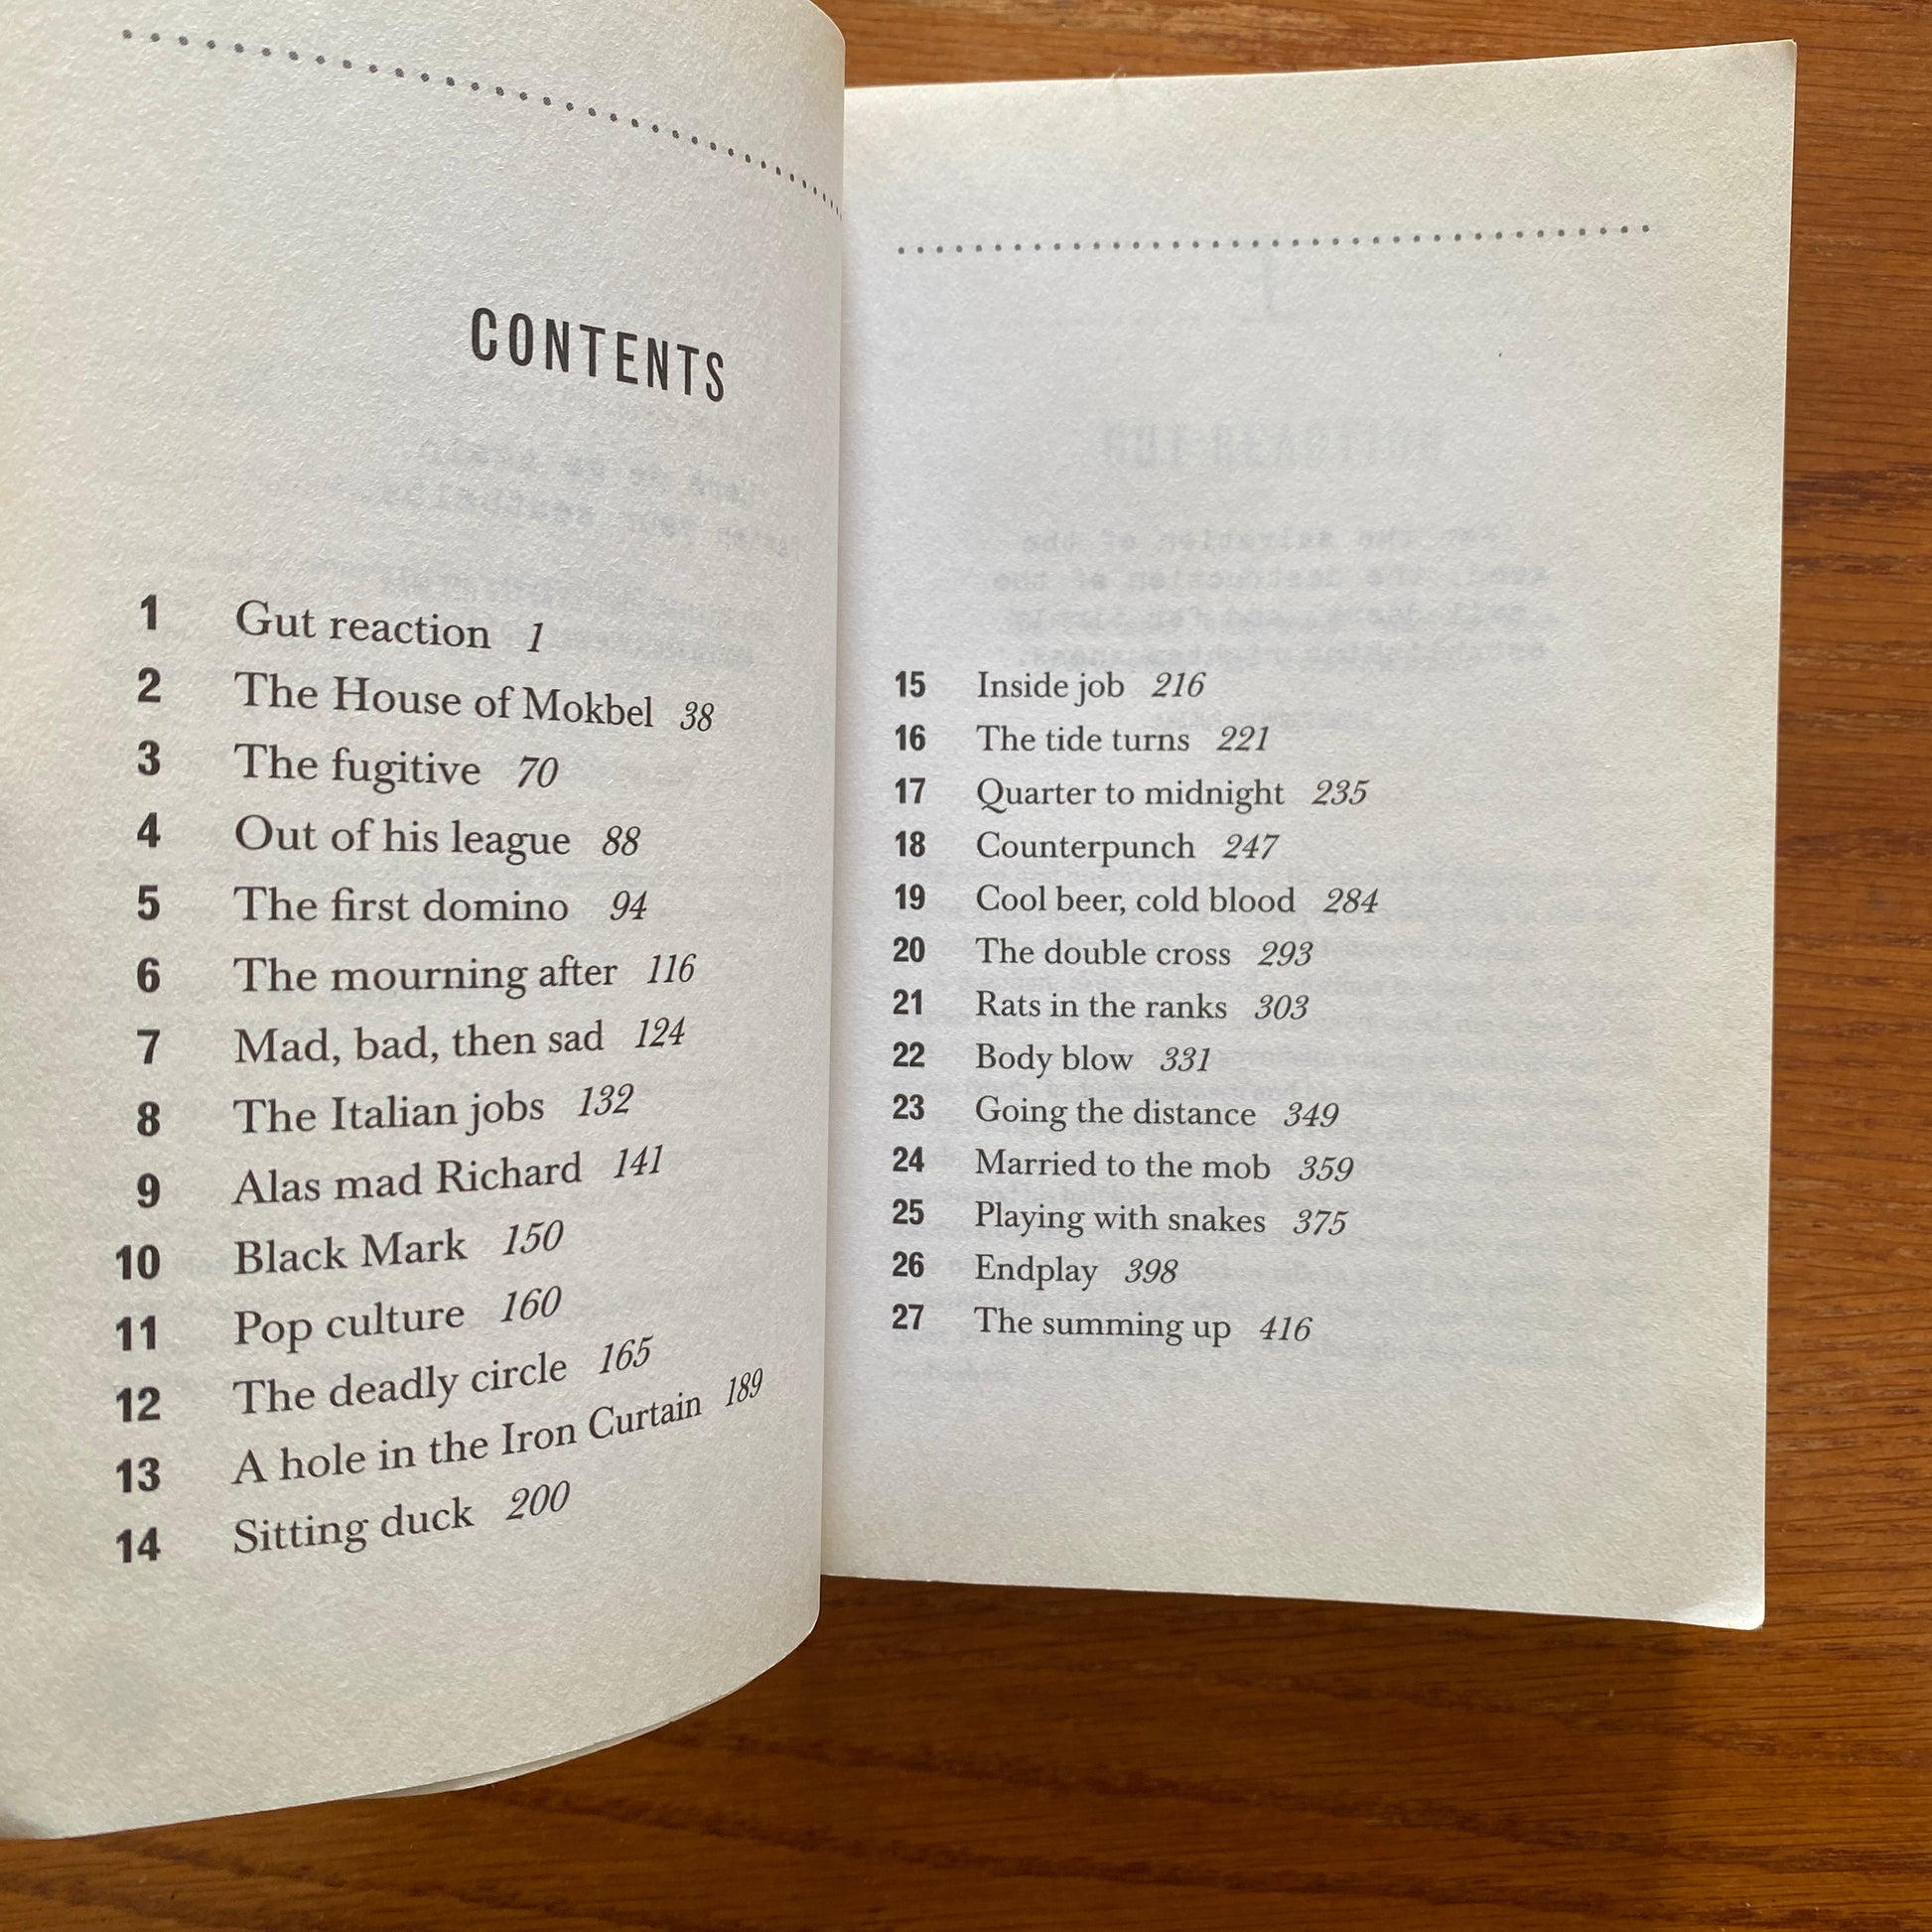 CONTENTS
1 Gut reaction 1
2 The House of Mokbel 38
3 The fugitive 70
4 Out of his league 88
5 The first domino 94
6 The mourning after 116
7 Mad, bad, then sad 124
8 The Italian jobs 132
9 Alas mad Richard 141
10 Black Mark 150
11 Pop culture 160
12 The deadly circle 165
13 A hole in the Iron Curtain 189
14 Sitting duck 200
15 Inside job 216
16 The tide turns 221
17 Quarter to midnight 235
18 Counterpunch 247
19 Cool beer, cold blood 284
20 The double cross 293
21 Rats in the ranks 303
22 Body blow 331
23 Going the distance 349
24 Married to the mob 359
25 Playing with snakes 375
26 Endplay 398
27 The summing up 416